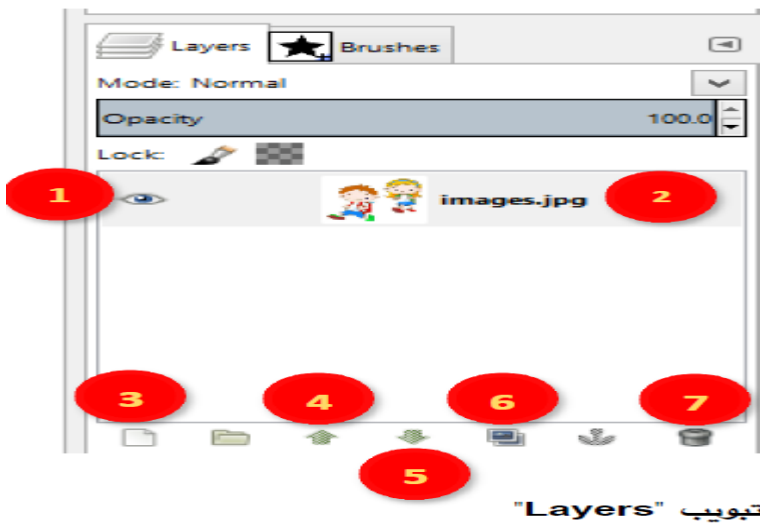 Layers Brushes
Mode: Normal
Opacity 100.0
Lock:
1 images.jpg 2
3 4 6 7
5
تبويب "Layers"